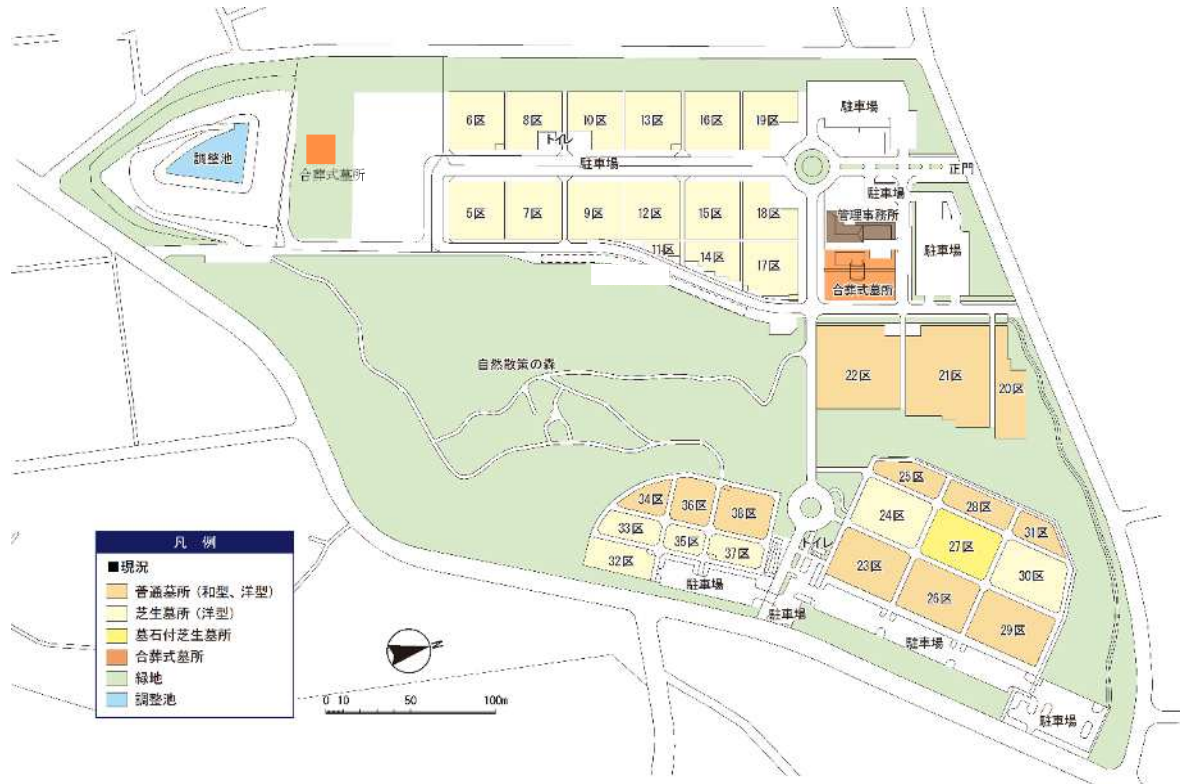 駐車場
6区
8区
10区
13区
16区
19区
トイレ
調整池
駐車場
正門
合葬式墓所
駐車場
5区
7区
9区
12区
15区
18区
管理事務所
11区
14区
17区
駐車場
合葬式墓所
自然散策の森
22区
21区
20区
25区
34区
36区
38区
28区
24区
31区
33区
35区
37区
トイレ
27区
32区
23区
30区
駐車場
26区
駐車場
駐車場
29区
駐車場
凡 例
■現況
普通墓所(和型、洋型)
芝生墓所(洋型)
墓石付芝生墓所
合葬式墓所
緑地
調整池
N
0 10 50 100m